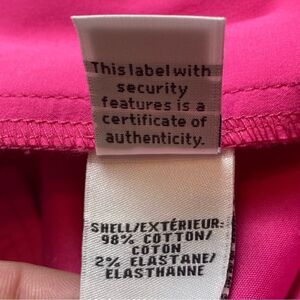 This label with
security
features is a
certificate of
authenticity.
SHELL/EXTÉRIEUR:
98% COTTON/
COTON
2% ELASTANE/
ELASTHANNE